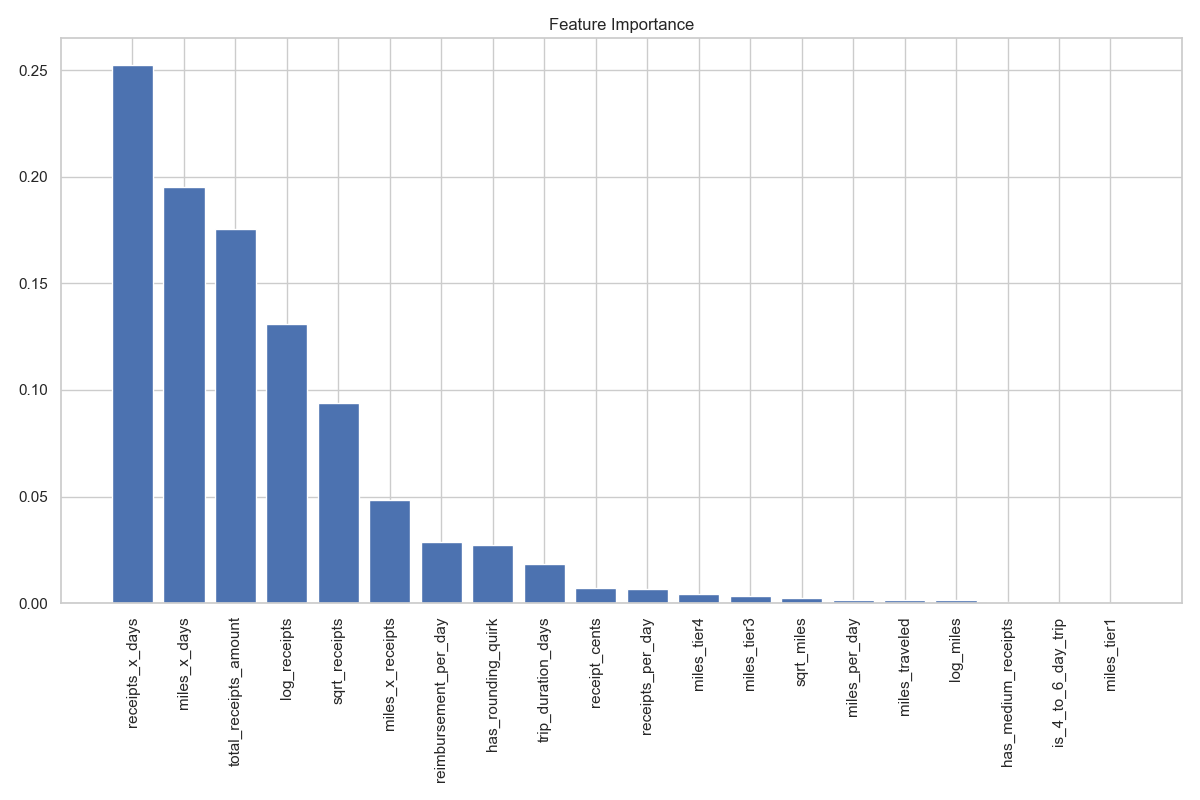 Feature Importance
0.25
0.20
0.15
0.10
0.05
0.00
receipts_x_days
miles_x_days
total_receipts_amount
log_receipts
sqrt_receipts
miles_x_receipts
reimbursement_per_day
has_rounding_quirk
trip_duration_days
receipt_cents
receipts_per_day
miles_tier4
miles_tier3
sqrt_miles
miles_per_day
miles_traveled
log_miles
has_medium_receipts
is_4_to_6_day_trip
miles_tier1